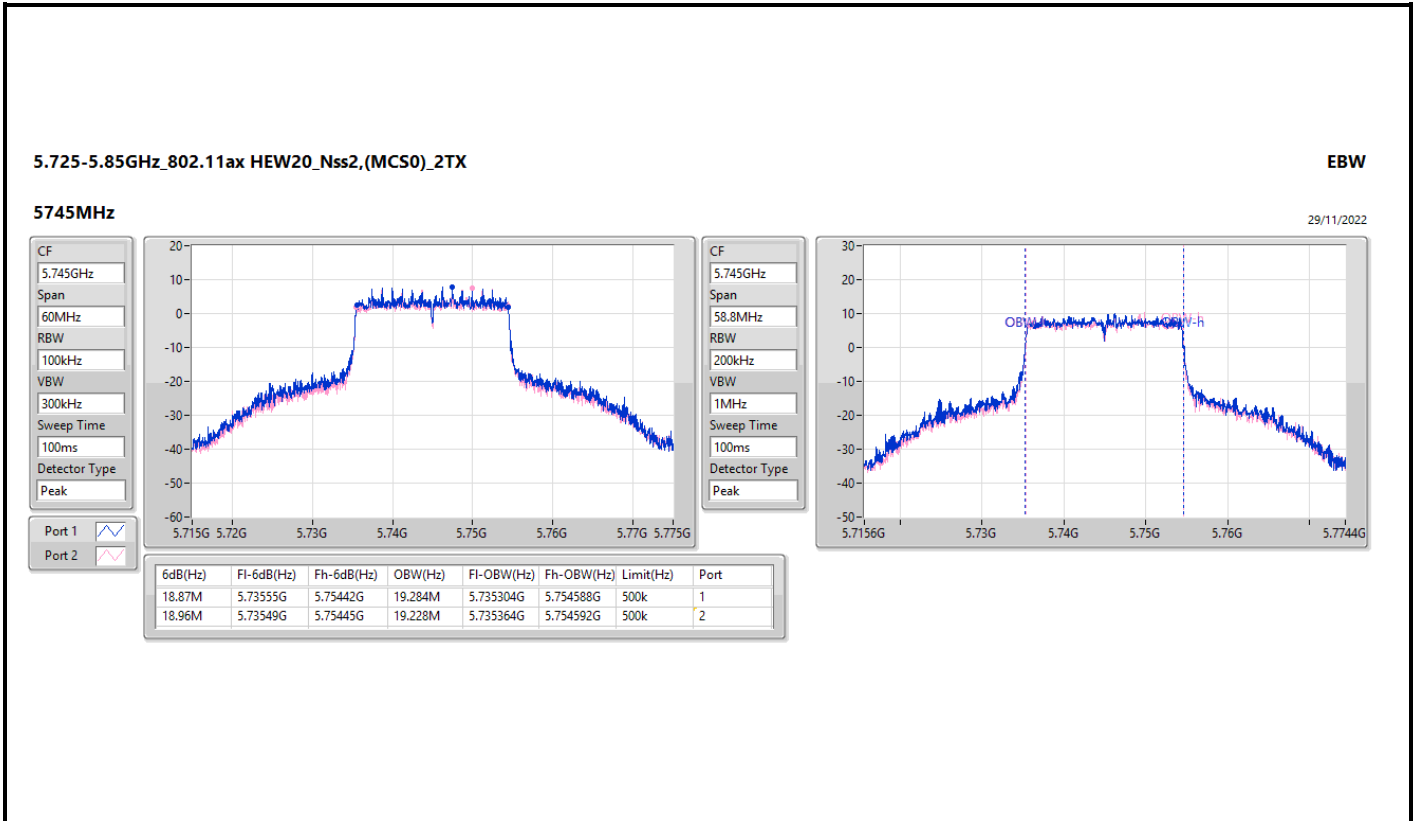 5.725-5.85GHz_802.11ax HEW20_Nss2,(MCS0)_2TX
EBW
5745MHz
29/11/2022
CF
5.745GHz
Span
60MHz
RBW
100kHz
VBW
300kHz
Sweep Time
100ms
Detector Type
Peak
Port 1
Port 2
20
10
0
-10
-20
-30
-40
-50
-60
5.715G 5.72G 5.73G 5.74G 5.75G 5.76G 5.77G 5.775G
CF
5.745GHz
Span
58.8MHz
RBW
200kHz
VBW
1MHz
Sweep Time
100ms
Detector Type
Peak
30
20
10
0
-10
-20
-30
-40
-50
OBW-h
5.7156G 5.73G 5.74G 5.75G 5.76G 5.7744G
6dB(Hz) Fl-6dB(Hz) Fh-6dB(Hz) OBW(Hz) Fl-OBW(Hz) Fh-OBW(Hz) Limit(Hz) Port
18.87M 5.73555G 5.75442G 19.284M 5.735304G 5.754588G 500k 1
18.96M 5.73549G 5.75445G 19.228M 5.735364G 5.754592G 500k 2